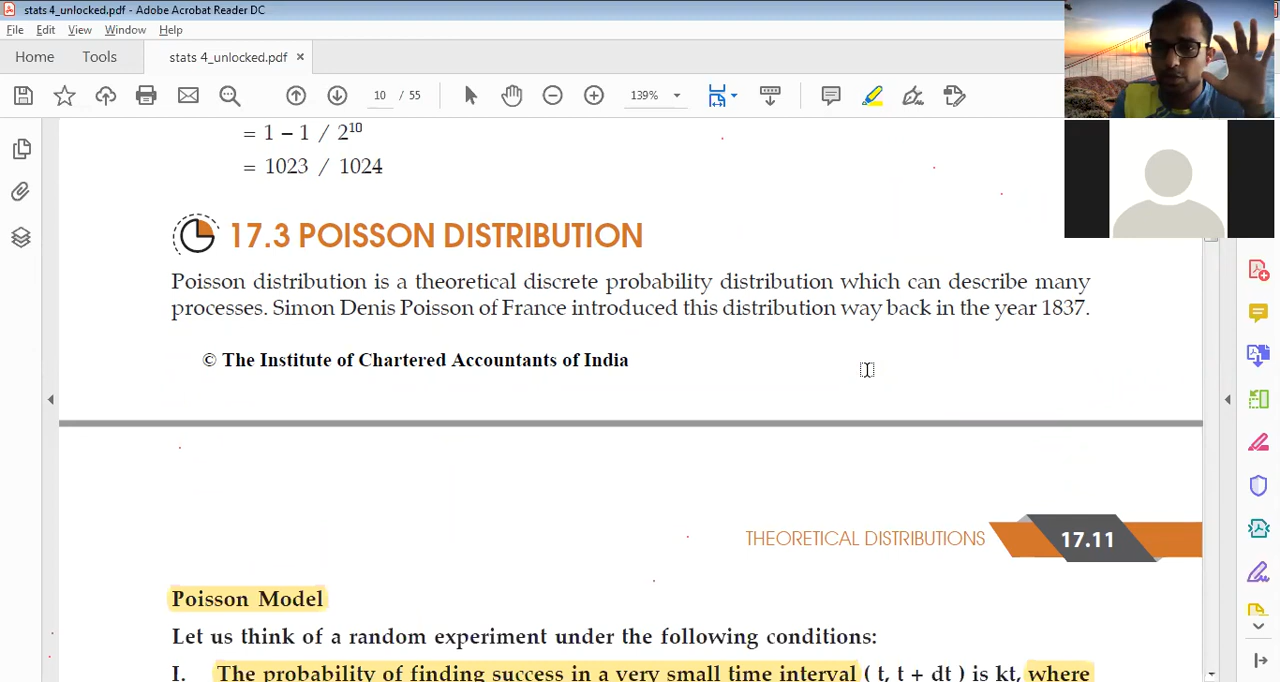 stats 4_unlocked.pdf - Adobe Acrobat Reader DC
File Edit View Window Help
Home Tools stats 4_unlocked.pdf ×
10 / 55 139%
= 1 – 1 / 2¹⁰
= 1023 / 1024
17.3 POISSON DISTRIBUTION
Poisson distribution is a theoretical discrete probability distribution which can describe many
processes. Simon Denis Poisson of France introduced this distribution way back in the year 1837.
© The Institute of Chartered Accountants of India
THEORETICAL DISTRIBUTIONS 17.11
Poisson Model
Let us think of a random experiment under the following conditions:
I. The probability of finding success in a very small time interval ( t, t + dt ) is kt, where